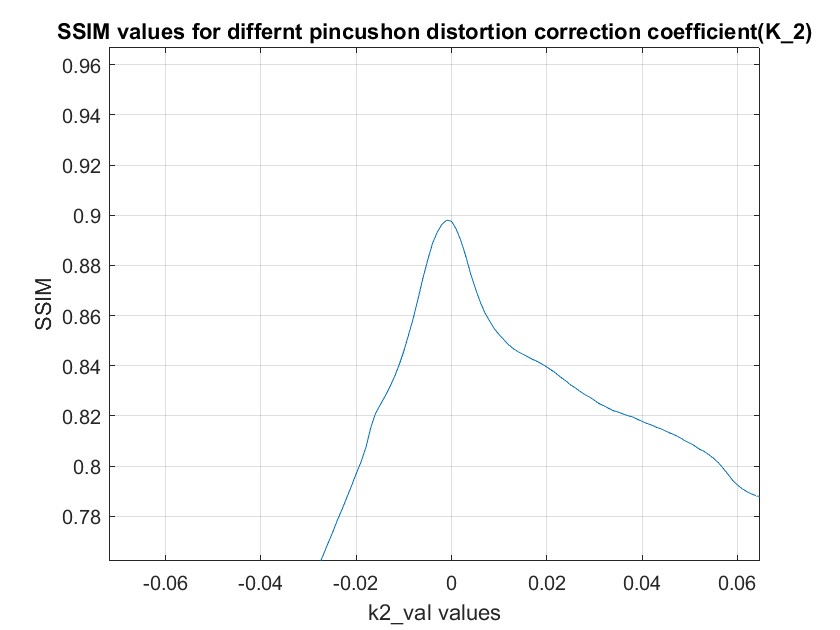 SSIM values for differnt pincushon distortion correction coefficient(K_2)
0.96
0.94
0.92
0.9
0.88
0.86
0.84
0.82
0.8
0.78
SSIM
-0.06 -0.04 -0.02 0 0.02 0.04 0.06
k2_val values